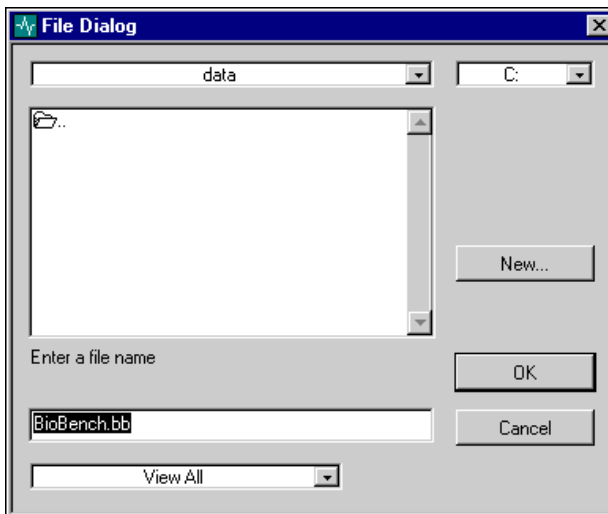 File Dialog
data
C:
..
New...
Enter a file name
OK
BioBench.bb
Cancel
View All